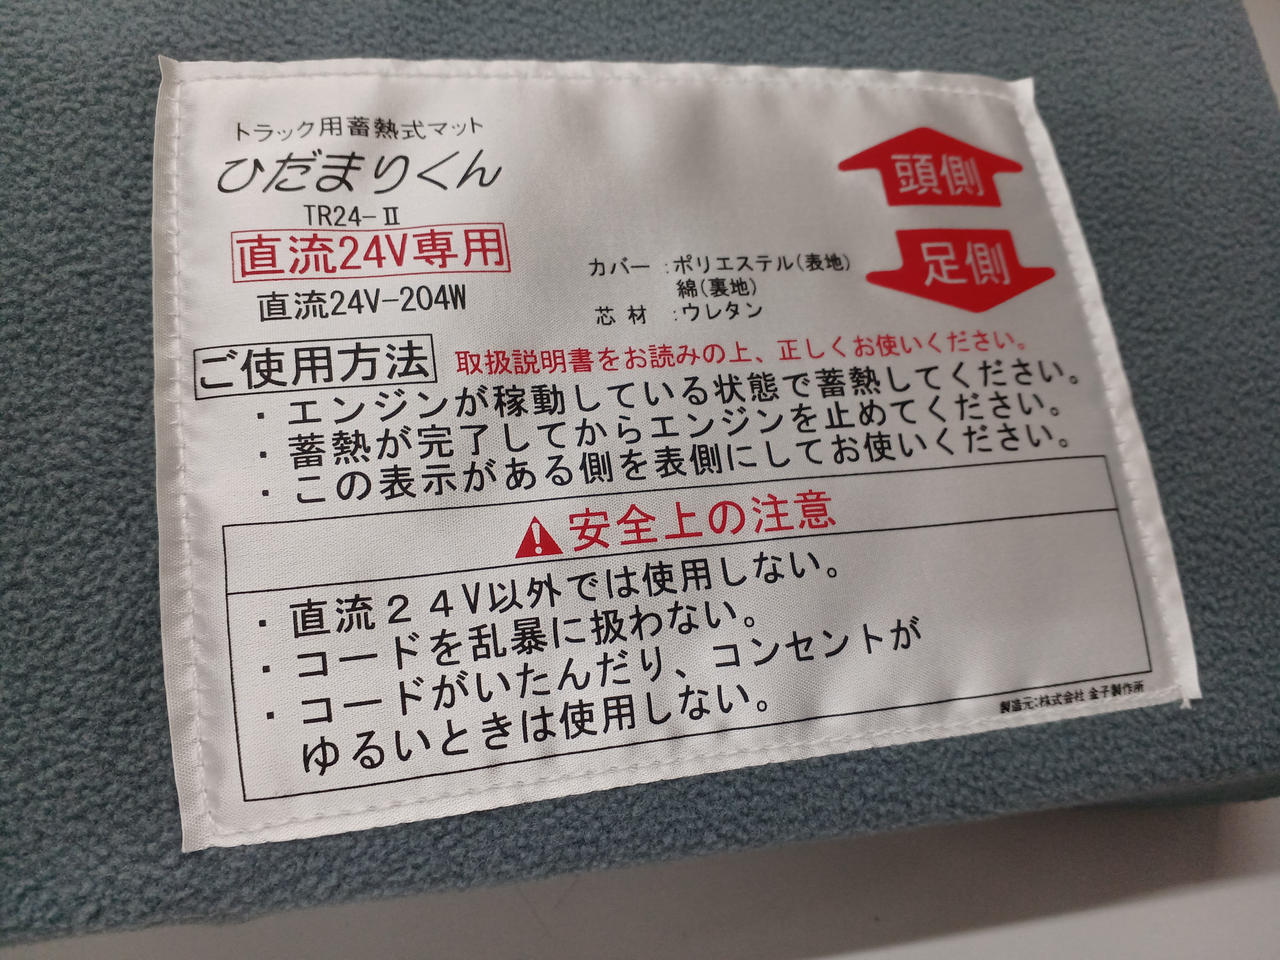 トラック用蓄熱式マット
ひだまりくん
TR24-Ⅱ
直流24V専用
直流24V-204W
カバー：ポリエステル(表地)
綿(裏地)
芯材：ウレタン
頭側
足側
ご使用方法 取扱説明書をお読みの上、正しくお使いください。
・エンジンが稼動している状態で蓄熱してください。
・蓄熱が完了してからエンジンを止めてください。
・この表示がある側を表側にしてお使いください。
安全上の注意
・直流２４V以外では使用しない。
・コードを乱暴に扱わない。
・コードがいたんだり、コンセントが
ゆるいときは使用しない。
製造元：株式会社 金子製作所